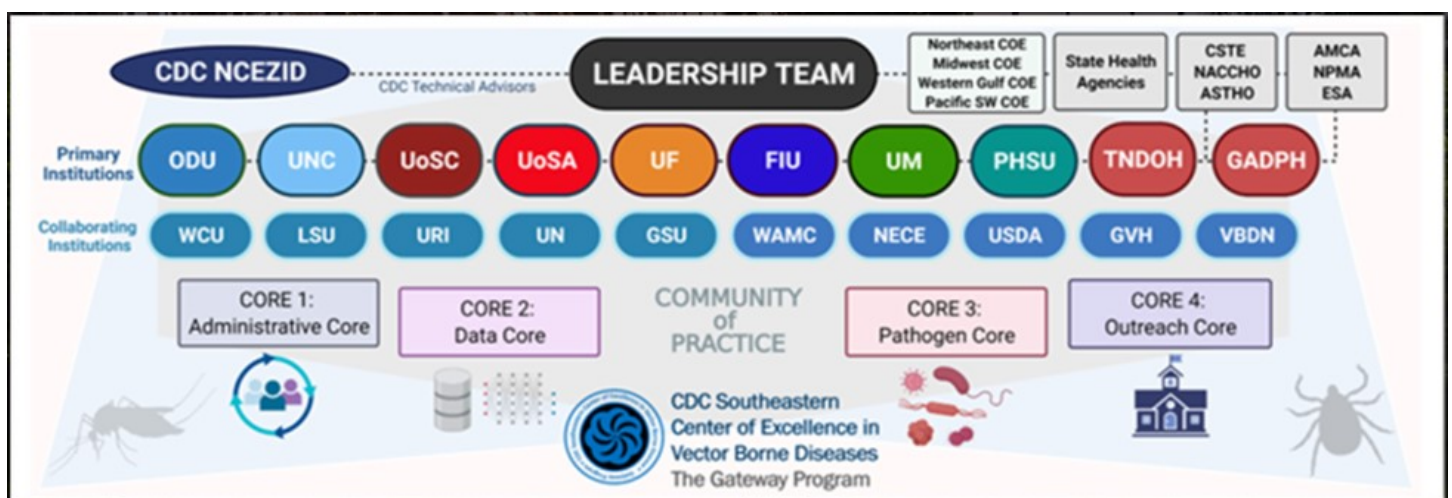 CDC NCEZID
CDC Technical Advisors
LEADERSHIP TEAM
Northeast COE
Midwest COE
Western Gulf COE
Pacific SW COE
State Health
Agencies
CSTE
NACCHO
ASTHO
AMCA
NPMA
ESA
Primary
Institutions
ODU
UNC
UoSC
UoSA
UF
FIU
UM
PHSU
TNDOH
GADPH
Collaborating
Institutions
WCU
LSU
URI
UN
GSU
WAMC
NECE
USDA
GVH
VBDN
CORE 1:
Administrative Core
CORE 2:
Data Core
COMMUNITY
of
PRACTICE
CORE 3:
Pathogen Core
CORE 4:
Outreach Core
CDC Southeastern
Center of Excellence in
Vector Borne Diseases
The Gateway Program